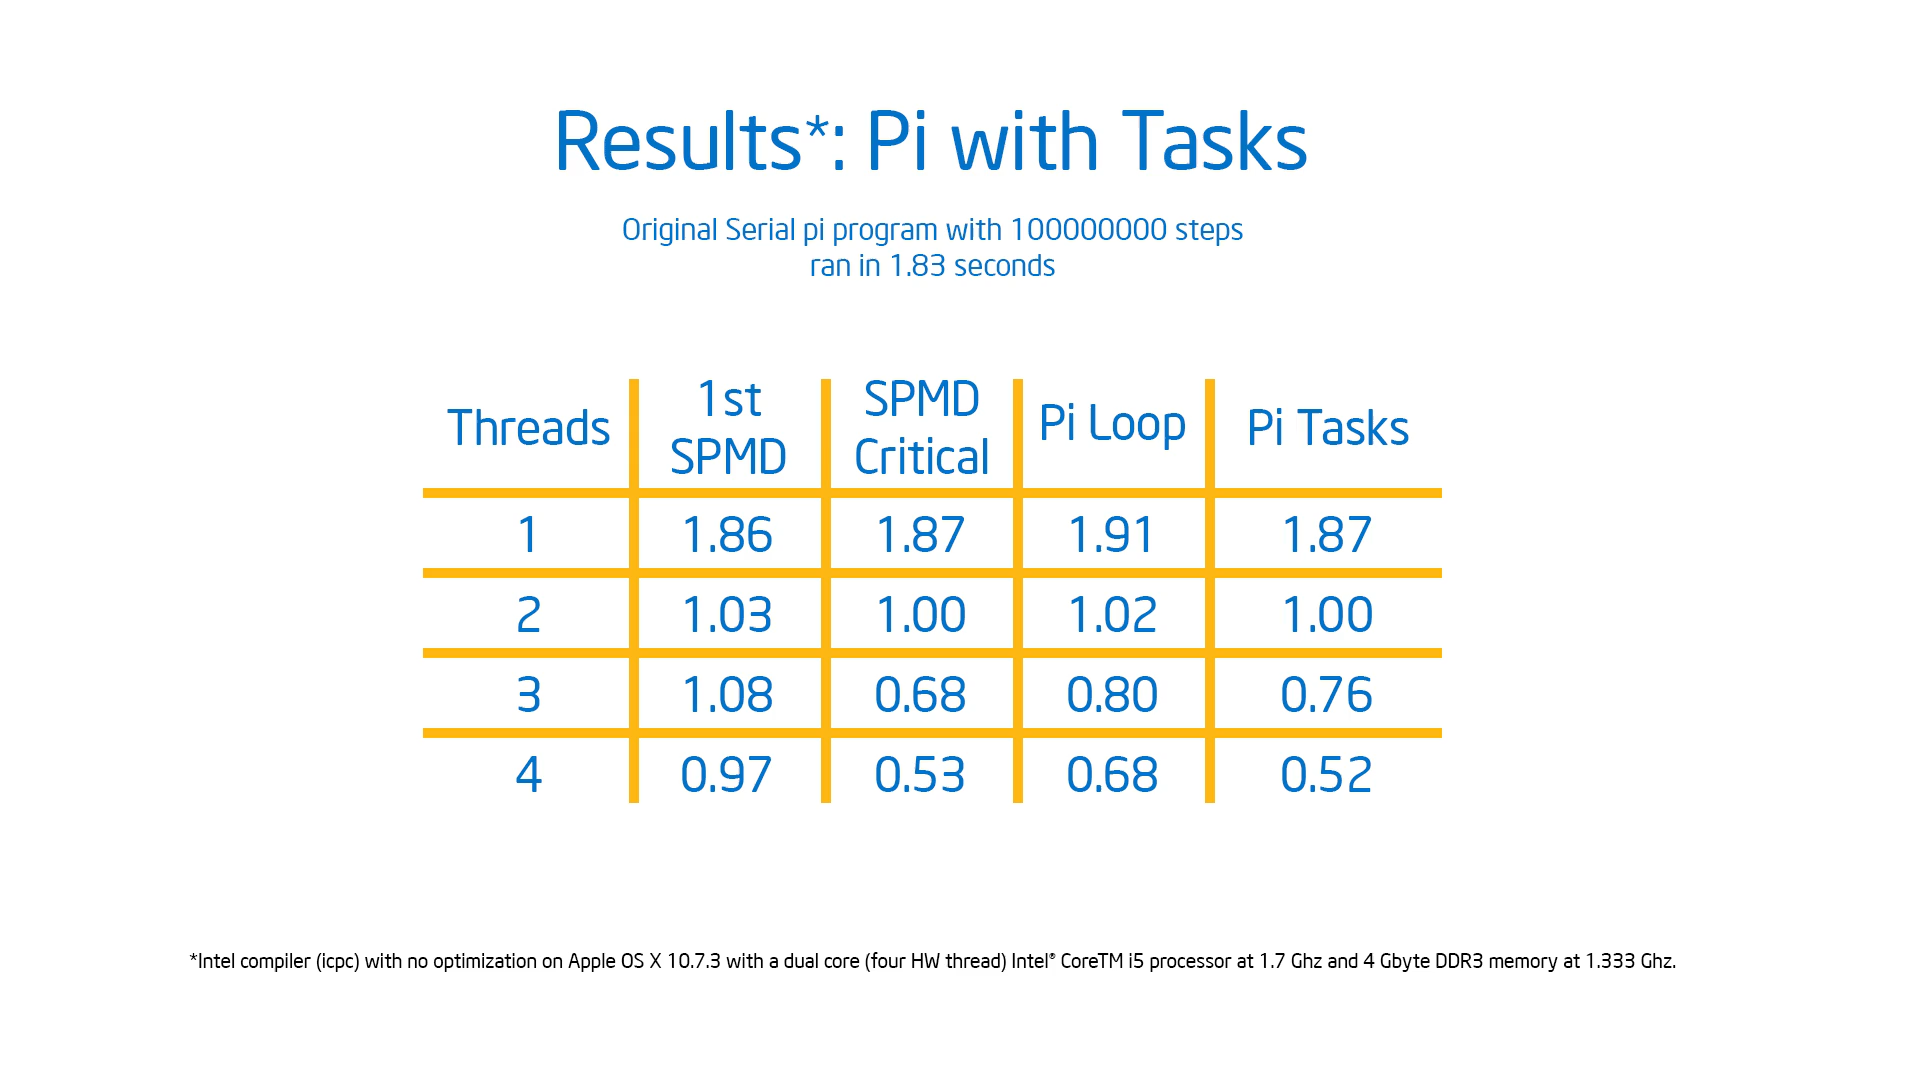 Results*: Pi with Tasks
Original Serial pi program with 100000000 steps
ran in 1.83 seconds
Threads 1st SPMD SPMD Critical Pi Loop Pi Tasks
1 1.86 1.87 1.91 1.87
2 1.03 1.00 1.02 1.00
3 1.08 0.68 0.80 0.76
4 0.97 0.53 0.68 0.52
*Intel compiler (icpc) with no optimization on Apple OS X 10.7.3 with a dual core (four HW thread) Intel® CoreTM i5 processor at 1.7 Ghz and 4 Gbyte DDR3 memory at 1.333 Ghz.